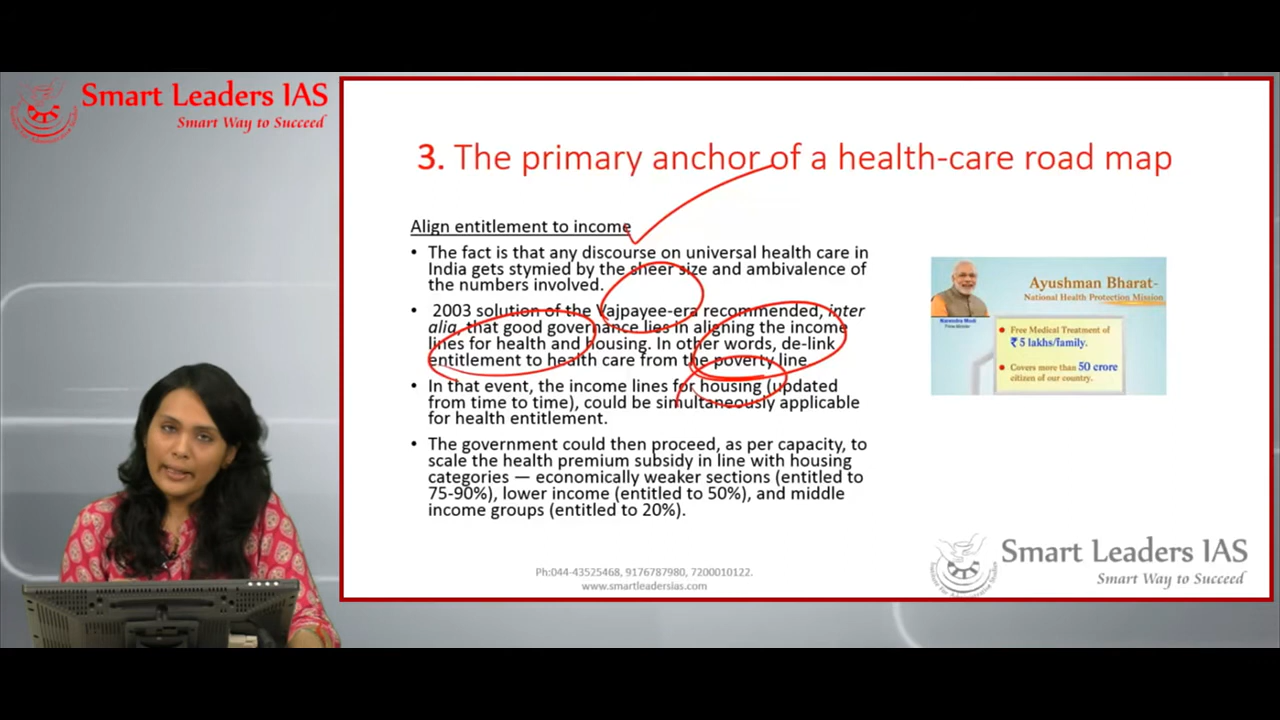 Smart Leaders IAS
Smart Way to Succeed
3. The primary anchor of a health-care road map
Align entitlement to income
• The fact is that any discourse on universal health care in
India gets stymied by the sheer size and ambivalence of
the numbers involved.
• 2003 solution of the Vajpayee-era recommended, inter
alia, that good governance lies in aligning the income
lines for health and housing. In other words, de-link
entitlement to health care from the poverty line.
• In that event, the income lines for housing (updated
from time to time), could be simultaneously applicable
for health entitlement.
• The government could then proceed, as per capacity, to
scale the health premium subsidy in line with housing
categories — economically weaker sections (entitled to
75-90%), lower income (entitled to 50%), and middle
income groups (entitled to 20%).
Ayushman Bharat-
National Health Protection Mission
Narendra Modi
Prime Minister
• Free Medical Treatment of
₹ 5 lakhs/family.
• Covers more than 50 crore
citizen of our country.
Smart Leaders IAS
Smart Way to Succeed
Ph:044-43525468, 9176787980, 7200010122.
www.smartleadersias.com